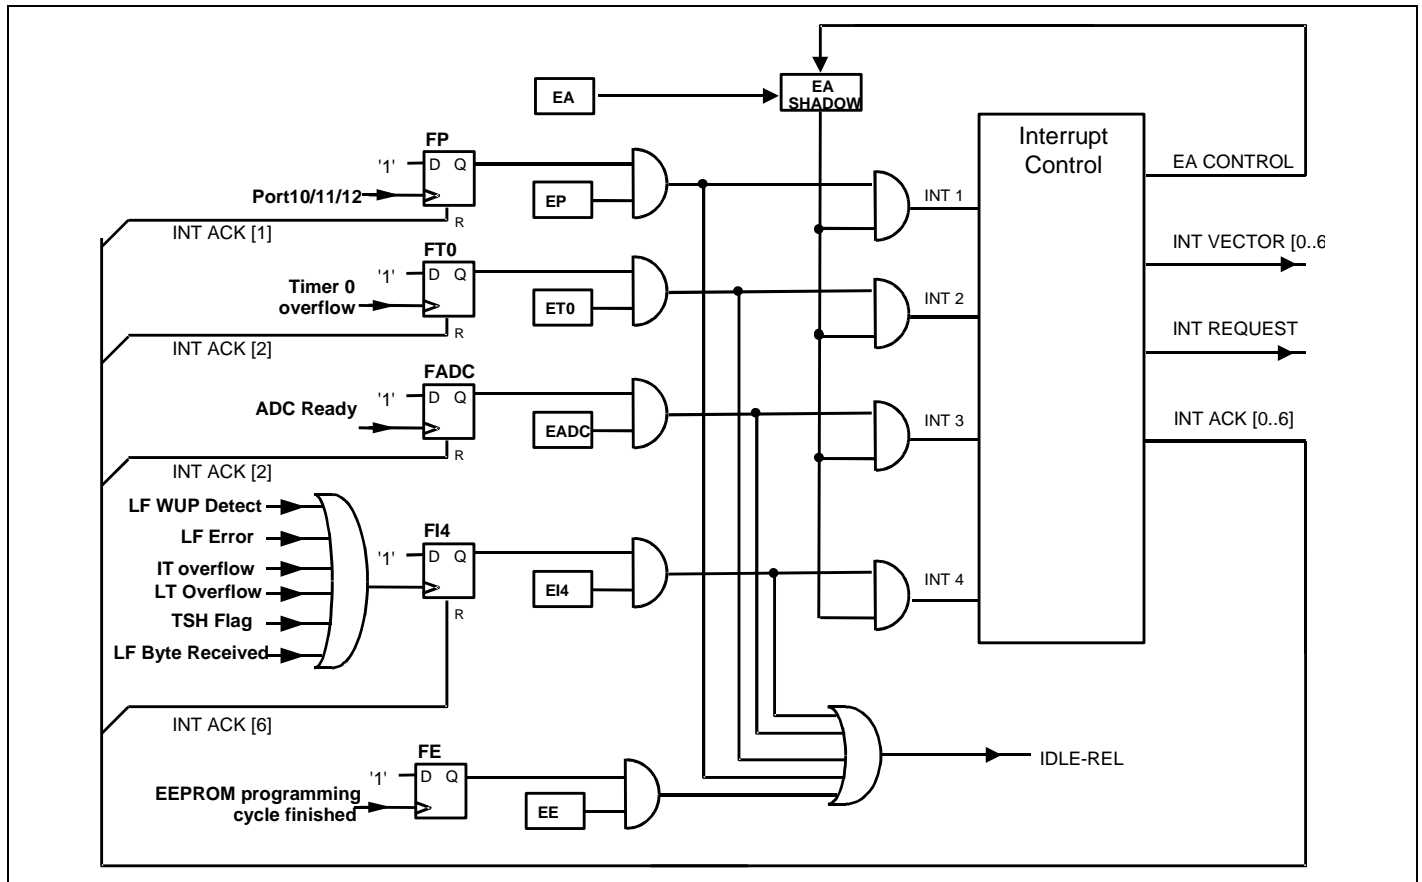 EA
EA
SHADOW
Interrupt
Control
EA CONTROL
INT VECTOR [0..6
INT REQUEST
INT ACK [0..6]
FP
'1'
D Q
Port10/11/12
R
EP
INT 1
INT ACK [1]
FT0
'1'
D Q
Timer 0
overflow
R
ET0
INT 2
INT ACK [2]
FADC
'1'
D Q
ADC Ready
R
EADC
INT 3
INT ACK [2]
LF WUP Detect
LF Error
IT overflow
LT Overflow
TSH Flag
LF Byte Received
FI4
'1'
D Q
R
EI4
INT 4
INT ACK [6]
FE
'1'
D Q
EEPROM programming
cycle finished
EE
IDLE-REL